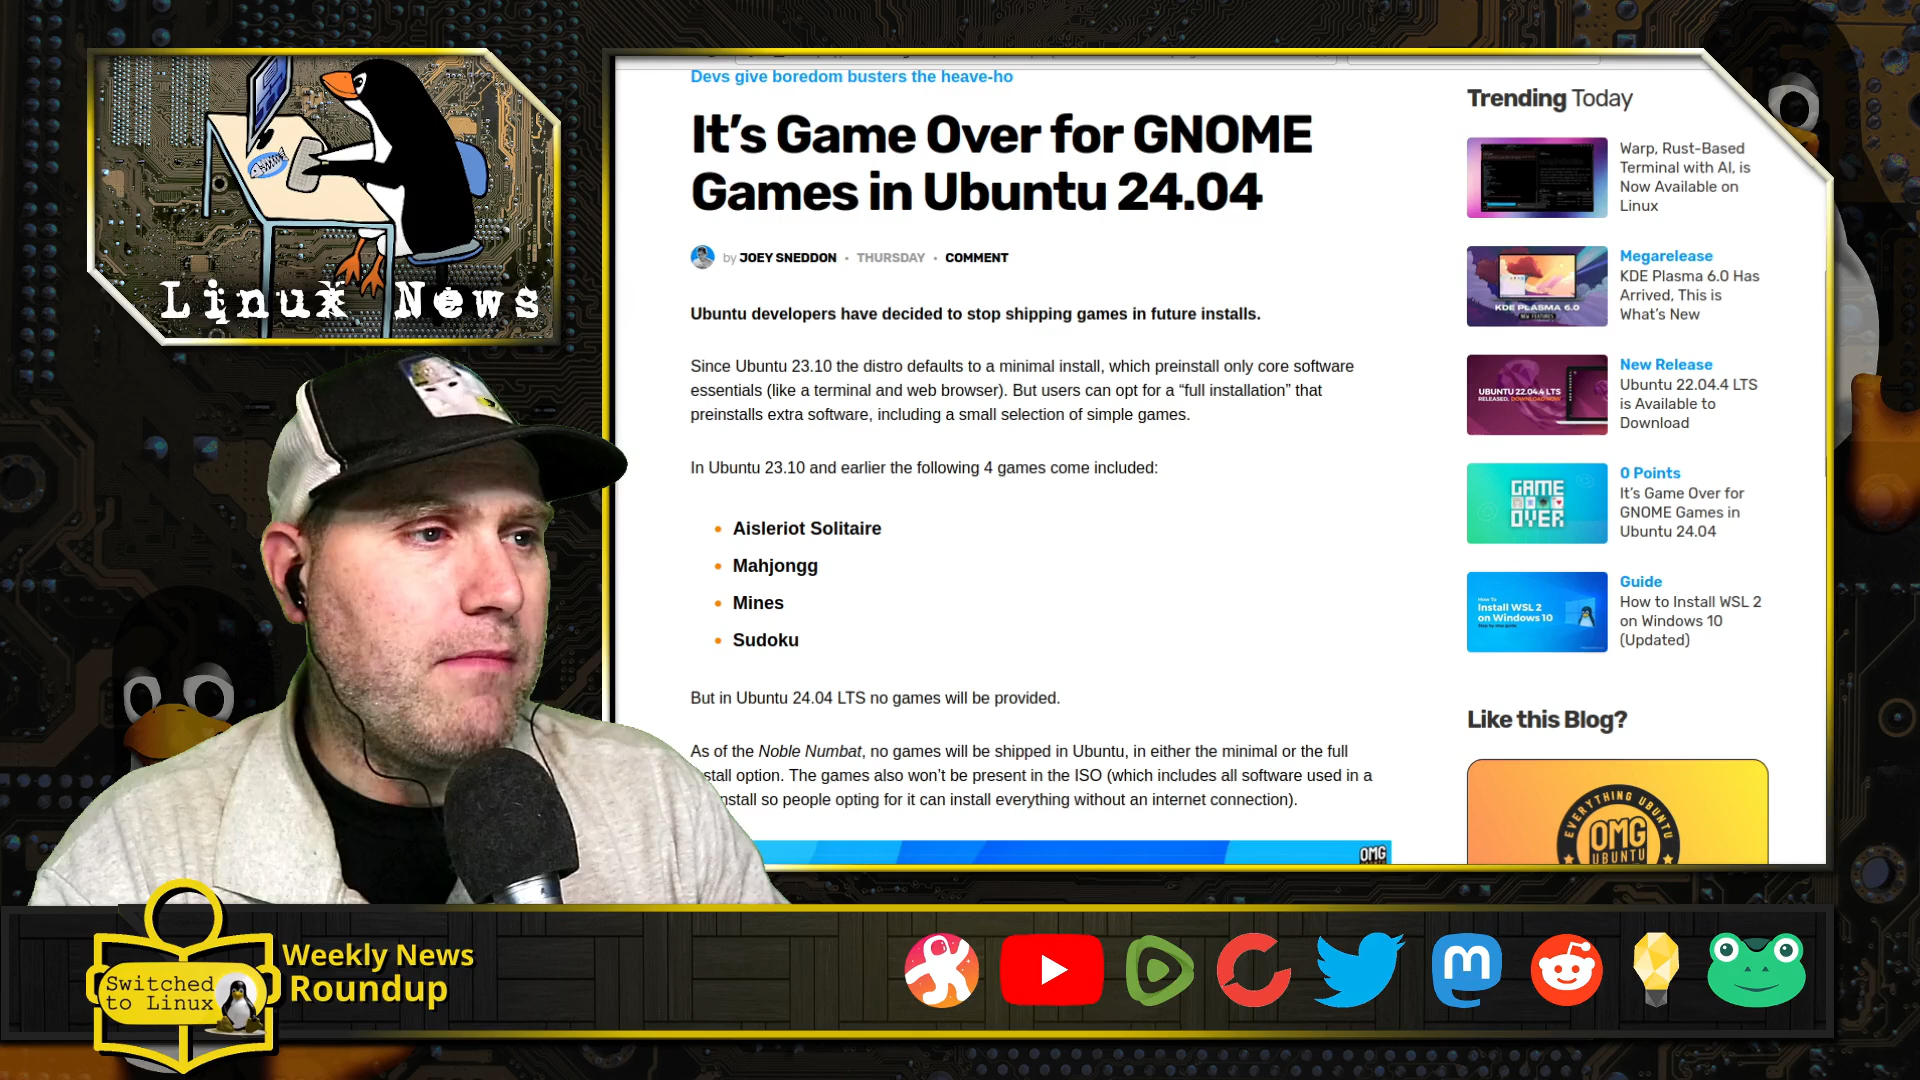 Linux News
Devs give boredom busters the heave-ho
It's Game Over for GNOME
Games in Ubuntu 24.04
by JOEY SNEDDON • THURSDAY • COMMENT
Ubuntu developers have decided to stop shipping games in future installs.
Since Ubuntu 23.10 the distro defaults to a minimal install, which preinstall only core software
essentials (like a terminal and web browser). But users can opt for a “full installation” that
preinstalls extra software, including a small selection of simple games.
In Ubuntu 23.10 and earlier the following 4 games come included:
• Aisleriot Solitaire
• Mahjongg
• Mines
• Sudoku
But in Ubuntu 24.04 LTS no games will be provided.
As of the Noble Numbat, no games will be shipped in Ubuntu, in either the minimal or the full
stall option. The games also won’t be present in the ISO (which includes all software used in a
nstall so people opting for it can install everything without an internet connection).
OMG
Trending Today
Warp, Rust-Based
Terminal with AI, is
Now Available on
Linux
KDE PLASMA 6.0
NEW FEATURES
Megarelease
KDE Plasma 6.0 Has
Arrived, This is
What’s New
UBUNTU 22.04.4 LTS
RELEASED, DOWNLOAD NOW
New Release
Ubuntu 22.04.4 LTS
is Available to
Download
GAME
OVER
0 Points
It’s Game Over for
GNOME Games in
Ubuntu 24.04
How To
Install WSL 2
on Windows 10
Step by step guide
Guide
How to Install WSL 2
on Windows 10
(Updated)
Like this Blog?
EVERYTHING UBUNTU
OMG
UBUNTU
Switched
to Linux
Weekly News
Roundup